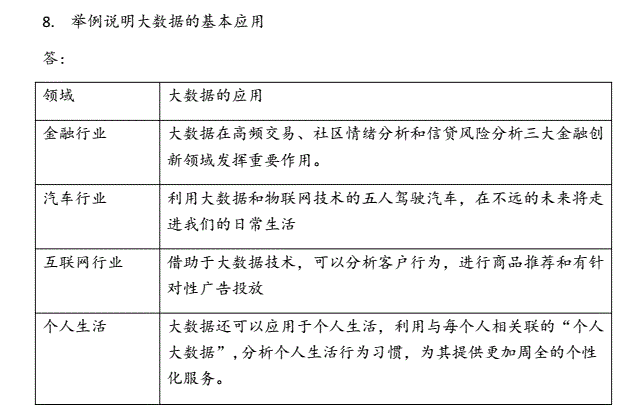 8. 举例说明大数据的基本应用
答：
领域 大数据的应用
金融行业 大数据在高频交易、社区情绪分析和信贷风险分析三大金融创
新领域发挥重要作用。
汽车行业 利用大数据和物联网技术的五人驾驶汽车，在不远的未来将走
进我们的日常生活
互联网行业 借助于大数据技术，可以分析客户行为，进行商品推荐和有针
对性广告投放
个人生活 大数据还可以应用于个人生活，利用与每个人相关联的“个人
大数据”,分析个人生活行为习惯，为其提供更加周全的个性
化服务。